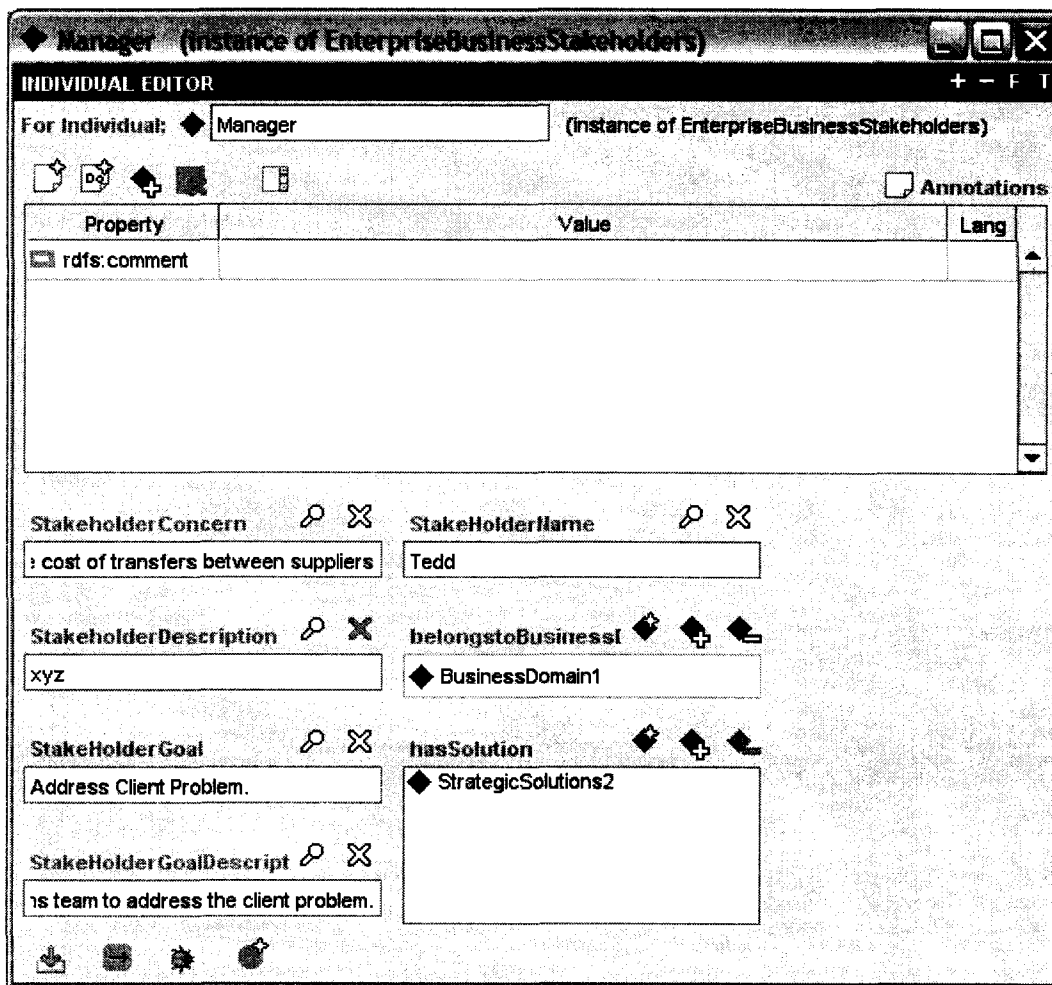 Manager (instance of EnterpriseBusinessStakeholders)
INDIVIDUAL EDITOR + − F T
For Individual: Manager (instance of EnterpriseBusinessStakeholders)
Annotations
Property Value Lang
rdfs:comment
StakeholderConcern StakeHolderName
cost of transfers between suppliers Tedd
StakeholderDescription belongstoBusinessI
xyz BusinessDomain1
StakeHolderGoal hasSolution
Address Client Problem. StrategicSolutions2
StakeHolderGoalDescript
team to address the client problem.